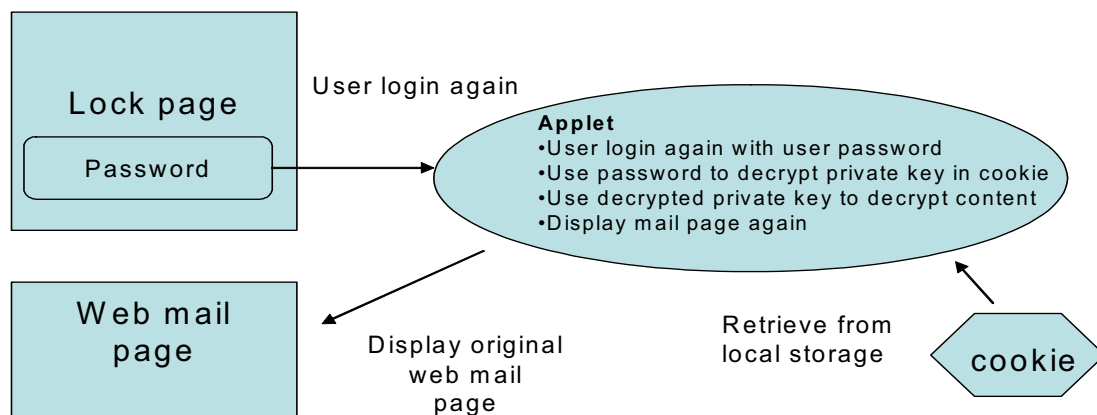 Lock page
Password
User login again
Applet
•User login again with user password
•Use password to decrypt private key in cookie
•Use decrypted private key to decrypt content
•Display mail page again
Web mail
page
Display original
web mail
page
Retrieve from
local storage
cookie